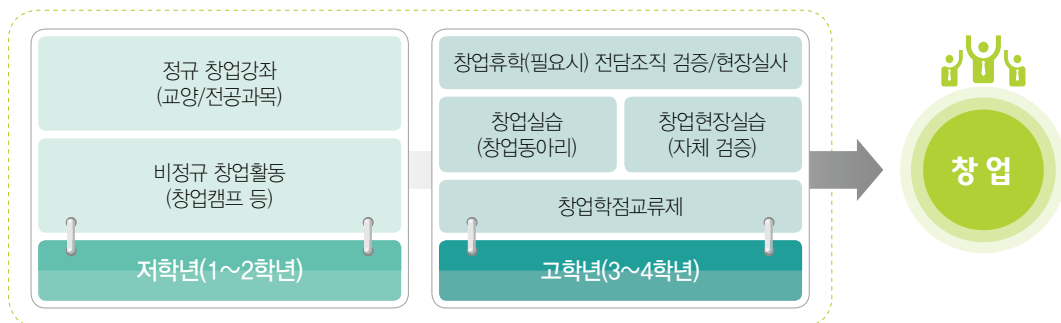 정규 창업강좌
(교양/전공과목)
비정규 창업활동
(창업캠프 등)
저학년(1~2학년)
창업휴학(필요시) 전담조직 검증/현장실사
창업실습
(창업동아리)
창업현장실습
(자체 검증)
창업학점교류제
고학년(3~4학년)
창업